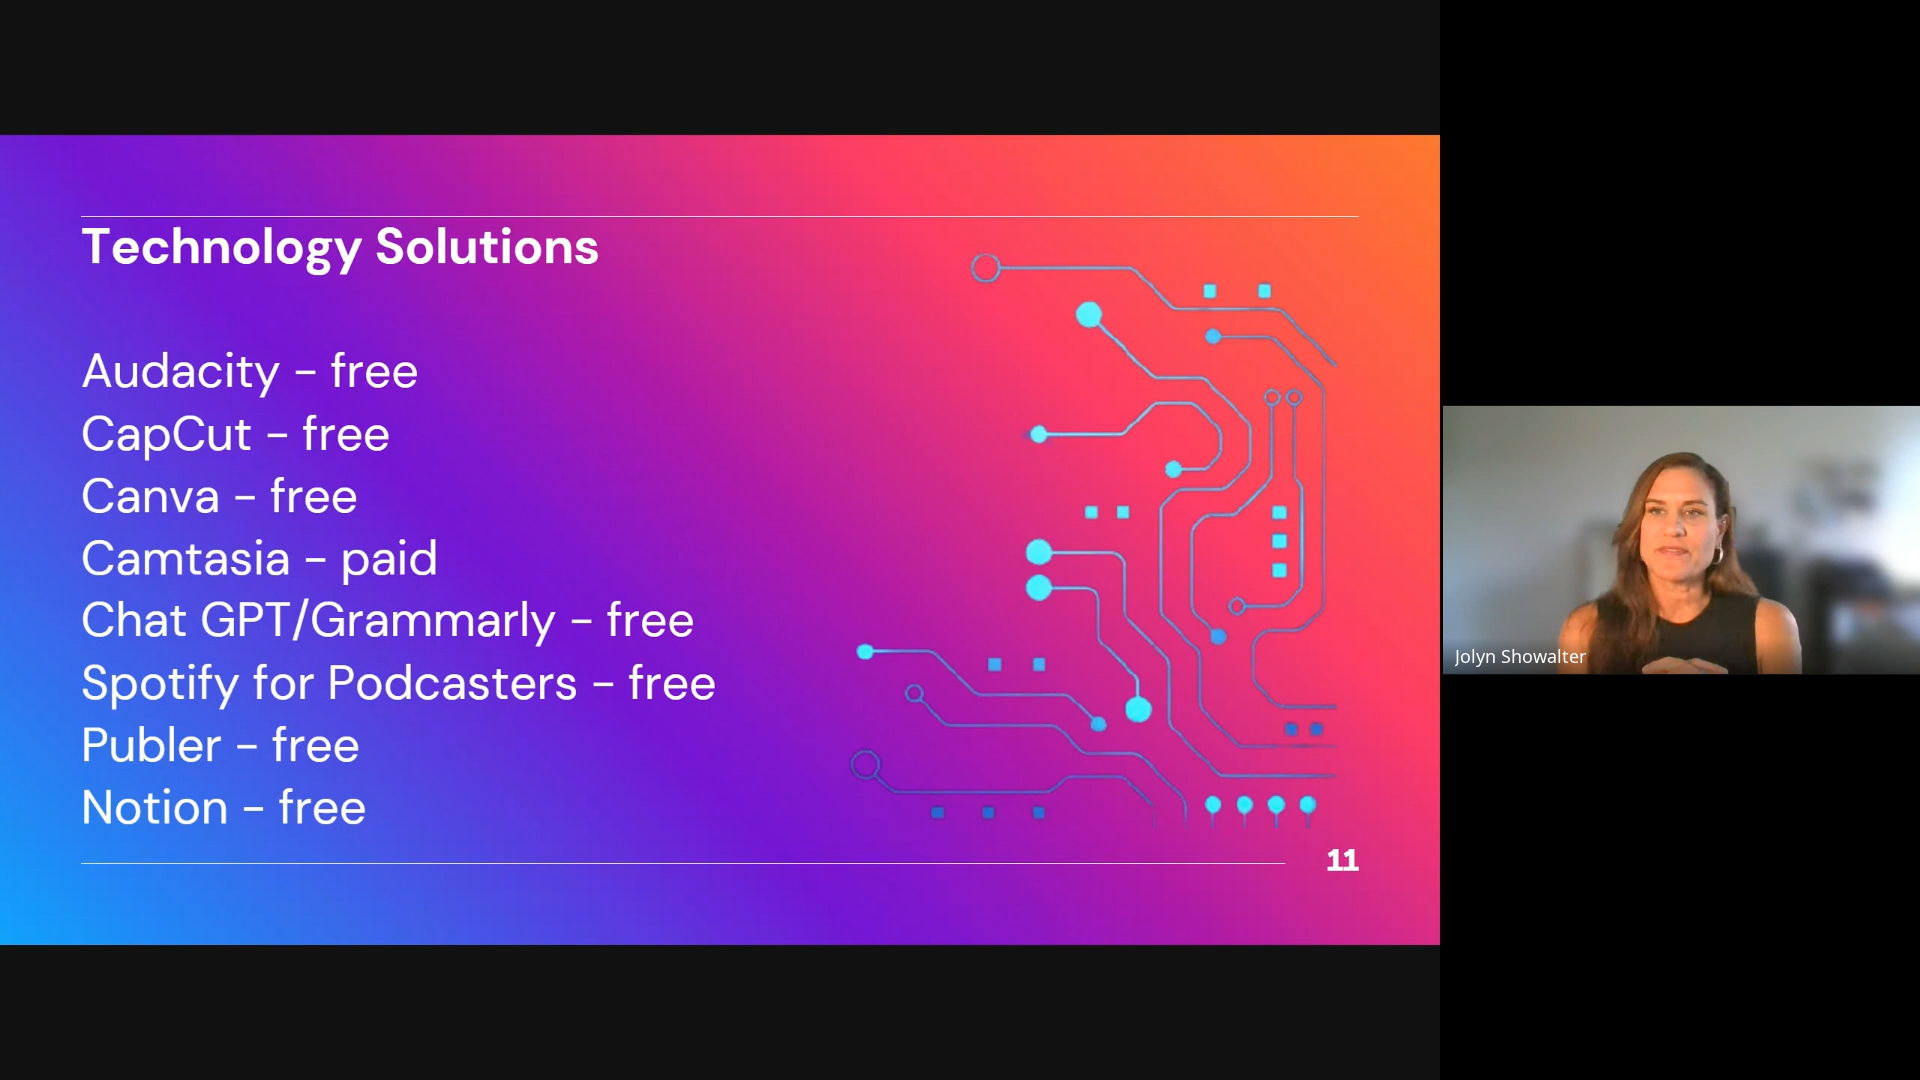 Technology Solutions
Audacity - free
CapCut - free
Canva - free
Camtasia - paid
Chat GPT/Grammarly - free
Spotify for Podcasters - free
Publer - free
Notion - free
11
Jolyn Showalter